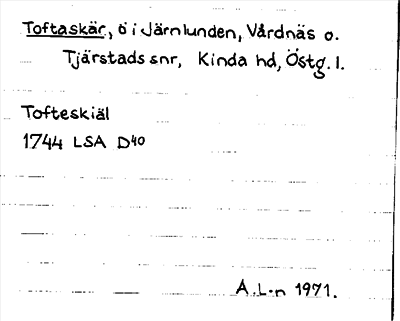 Toftaskär, ö i Järnlunden, Vårdnäs o.
Tjärstads snr, Kinda hd, Östg. l.
Tofteskiäl
1744 LSA D40
A.L-n 1971.